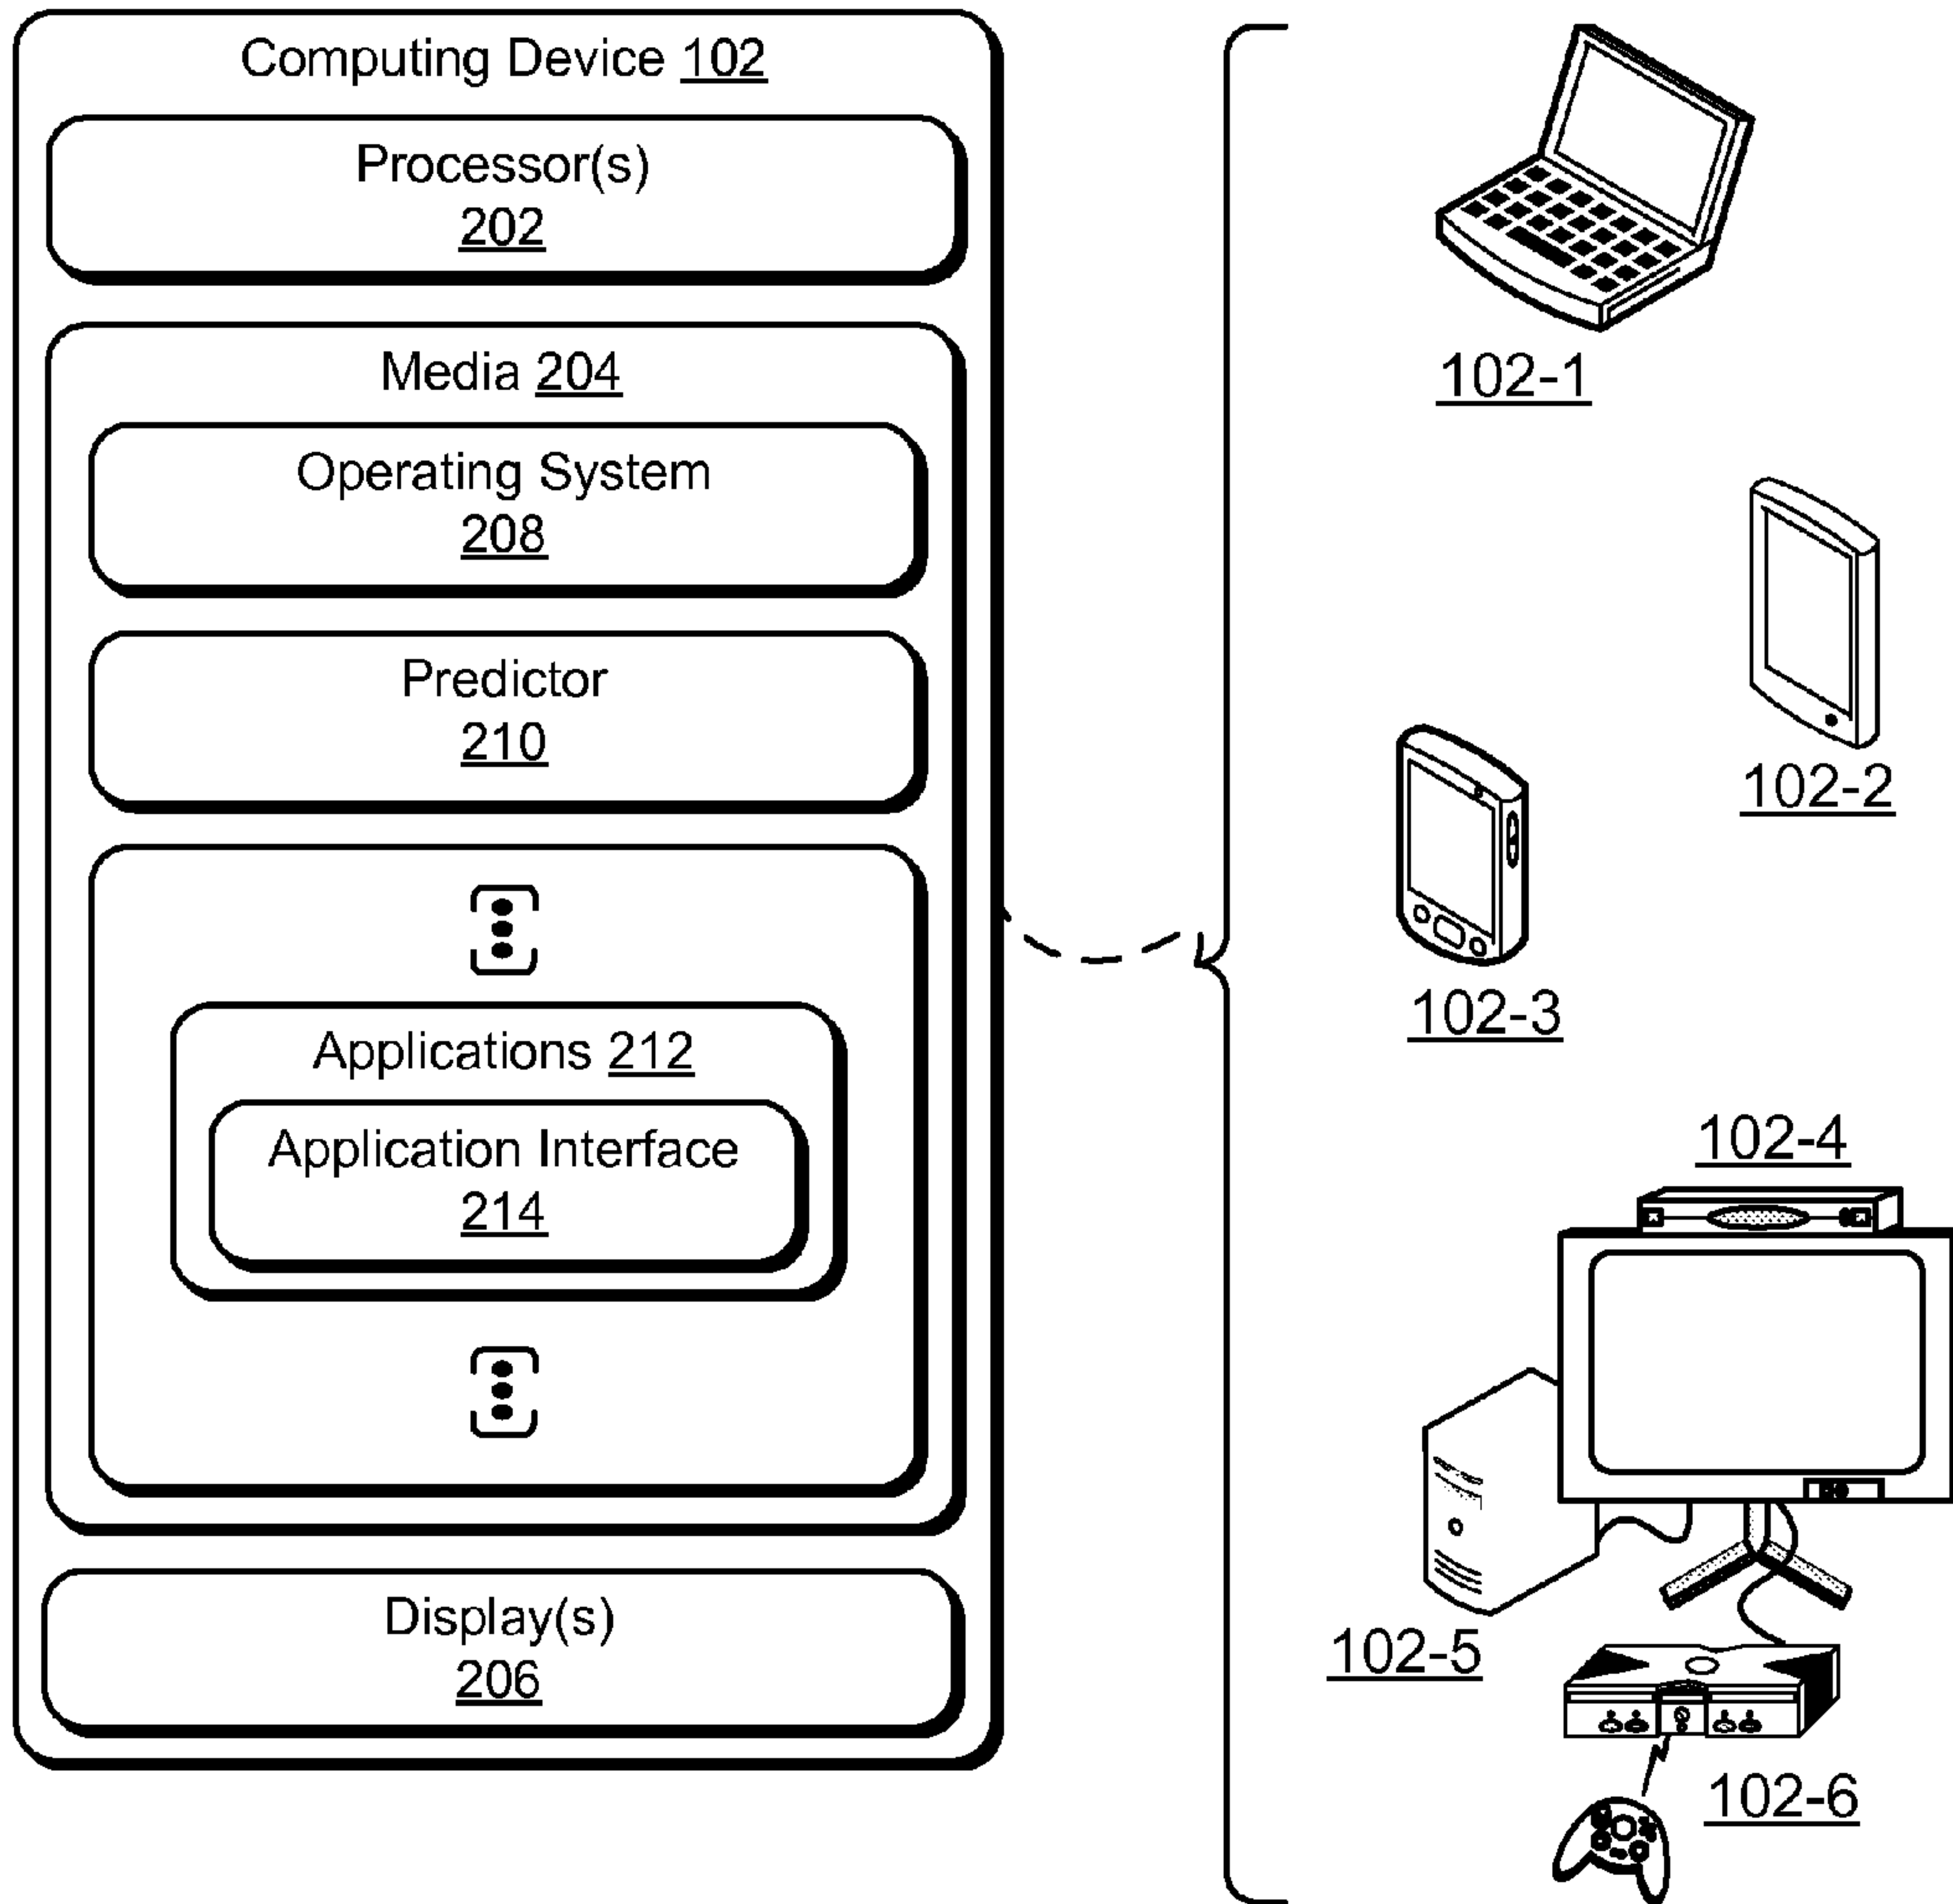 Computing Device 102
Processor(s)
202
Media 204
Operating System
208
Predictor
210
Applications 212
Application Interface
214
Display(s)
206
102-1
102-2
102-3
102-4
102-5
102-6